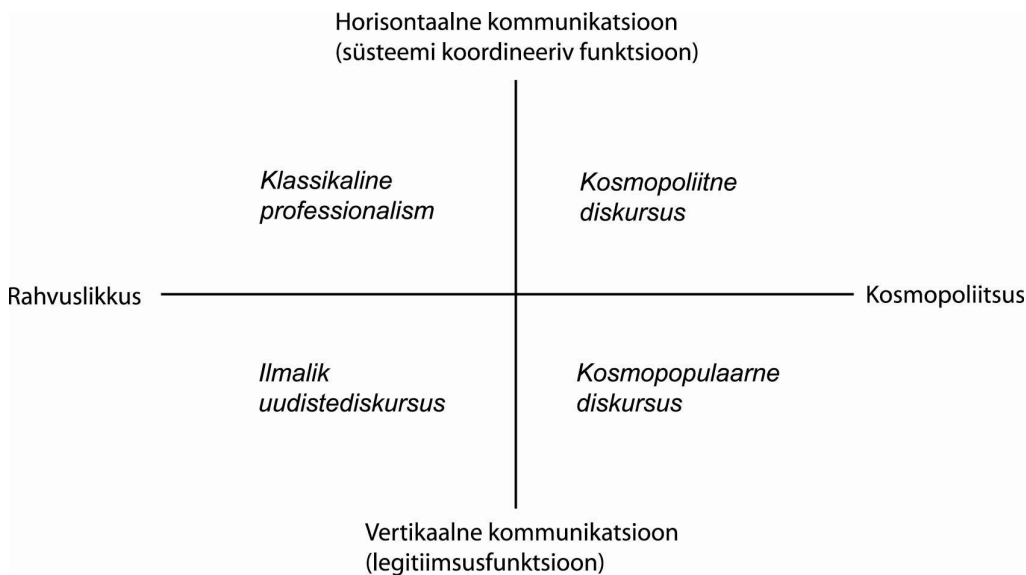 Horisontaalne kommunikatsioon
(süsteemi koordineeriv funktsioon)
Klassikaline
professionalism
Kosmopoliitne
diskursus
Rahvuslikkus
Kosmopoliitsus
Ilmalik
uudistediskursus
Kosmopopulaarne
diskursus
Vertikaalne kommunikatsioon
(legitiimsusfunktsioon)